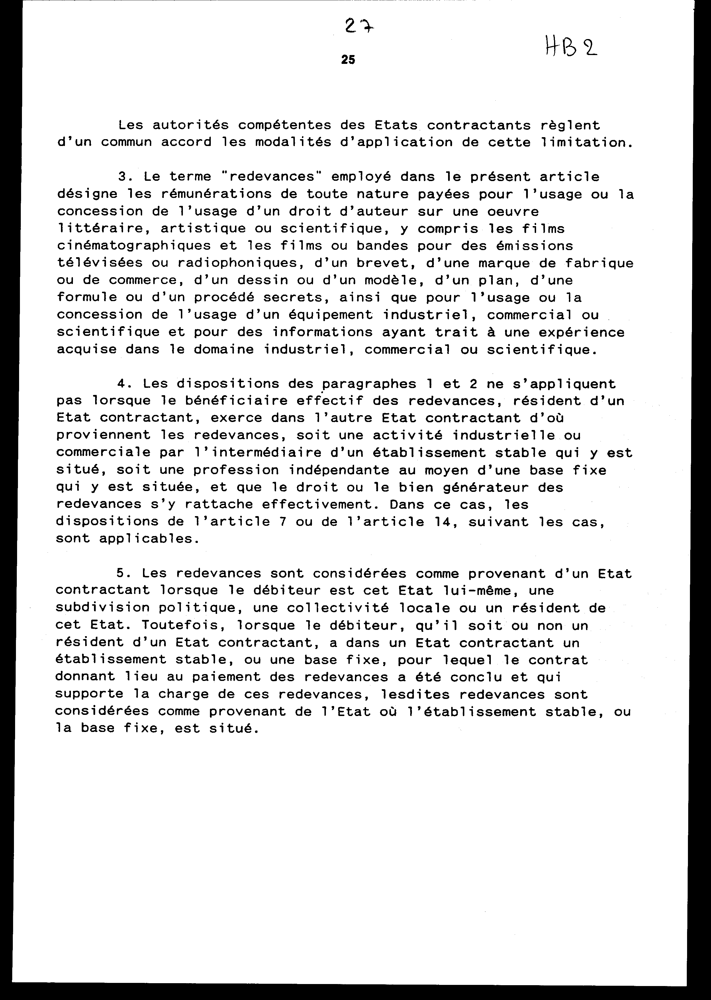 27
HB2
25
Les autorités compétentes des Etats contractants règlent
d'un commun accord les modalités d'application de cette limitation.
3. Le terme "redevances" employé dans le présent article
désigne les rémunérations de toute nature payées pour l'usage ou la
concession de l'usage d'un droit d'auteur sur une oeuvre
littéraire, artistique ou scientifique, y compris les films
cinématographiques et les films ou bandes pour des émissions
télévisées ou radiophoniques, d'un brevet, d'une marque de fabrique
ou de commerce, d'un dessin ou d'un modèle, d'un plan, d'une
formule ou d'un procédé secrets, ainsi que pour l'usage ou la
concession de l'usage d'un équipement industriel, commercial ou
scientifique et pour des informations ayant trait à une expérience
acquise dans le domaine industriel, commercial ou scientifique.
4. Les dispositions des paragraphes 1 et 2 ne s'appliquent
pas lorsque le bénéficiaire effectif des redevances, résident d'un
Etat contractant, exerce dans l'autre Etat contractant d'où
proviennent les redevances, soit une activité industrielle ou
commerciale par l'intermédiaire d'un établissement stable qui y est
situé, soit une profession indépendante au moyen d'une base fixe
qui y est située, et que le droit ou le bien générateur des
redevances s'y rattache effectivement. Dans ce cas, les
dispositions de l'article 7 ou de l'article 14, suivant les cas,
sont applicables.
5. Les redevances sont considérées comme provenant d'un Etat
contractant lorsque le débiteur est cet Etat lui-même, une
subdivision politique, une collectivité locale ou un résident de
cet Etat. Toutefois, lorsque le débiteur, qu'il soit ou non un
résident d'un Etat contractant, a dans un Etat contractant un
établissement stable, ou une base fixe, pour lequel le contrat
donnant lieu au paiement des redevances a été conclu et qui
supporte la charge de ces redevances, lesdites redevances sont
considérées comme provenant de l'Etat où l'établissement stable, ou
la base fixe, est situé.